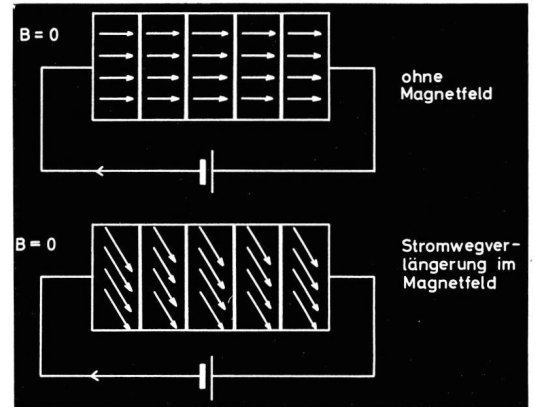 B = 0
ohne
Magnetfeld
B = 0
Stromwegver-
längerung im
Magnetfeld